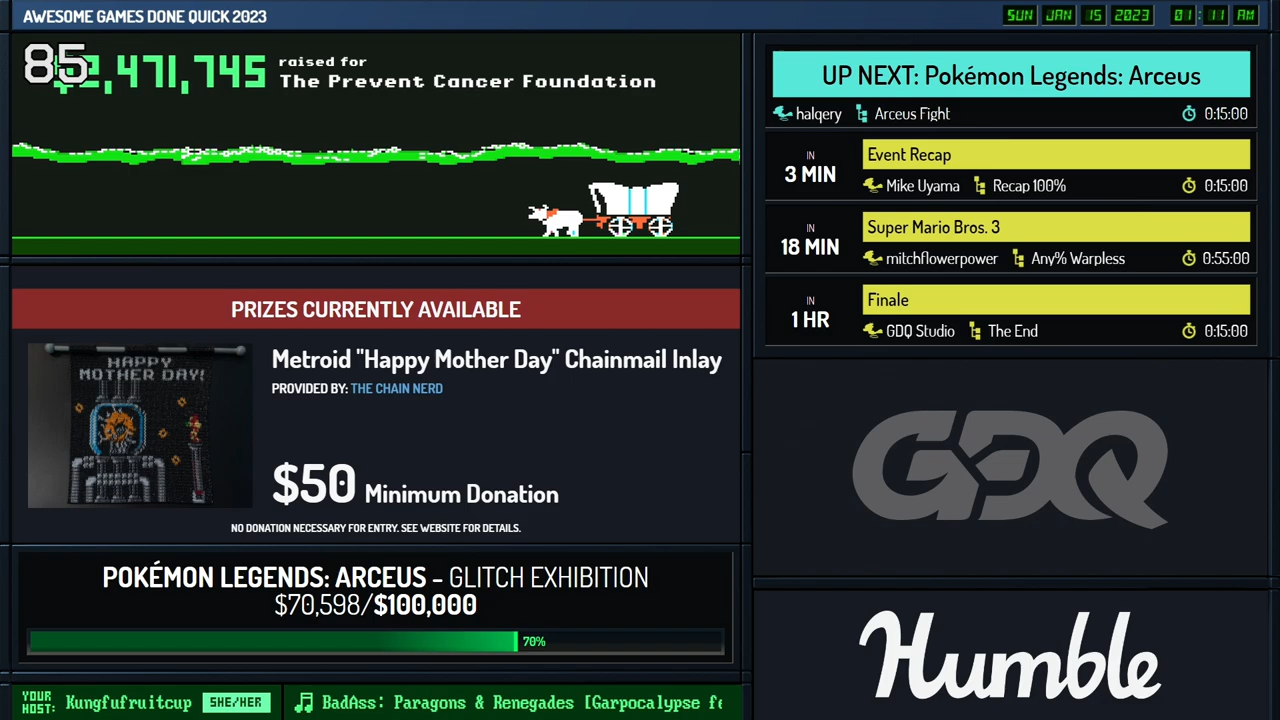 AWESOME GAMES DONE QUICK 2023
SUN JAN 15 2023 01:11 AM
85
$2,471,745
raised for
The Prevent Cancer Foundation
UP NEXT: Pokémon Legends: Arceus
halqery Arceus Fight 0:15:00
IN
3 MIN
Event Recap
Mike Uyama Recap 100% 0:15:00
IN
18 MIN
Super Mario Bros. 3
mitchflowerpower Any% Warpless 0:55:00
IN
1 HR
Finale
GDQ Studio The End 0:15:00
PRIZES CURRENTLY AVAILABLE
HAPPY
MOTHER DAY!
Metroid "Happy Mother Day" Chainmail Inlay
PROVIDED BY: THE CHAIN NERD
$50 Minimum Donation
NO DONATION NECESSARY FOR ENTRY. SEE WEBSITE FOR DETAILS.
GDQ
POKÉMON LEGENDS: ARCEUS – GLITCH EXHIBITION
$70,598/$100,000
70%
Humble
YOUR
HOST: Kungfufruitcup SHE/HER
BadAss: Paragons & Renegades [Garpocalypse fe